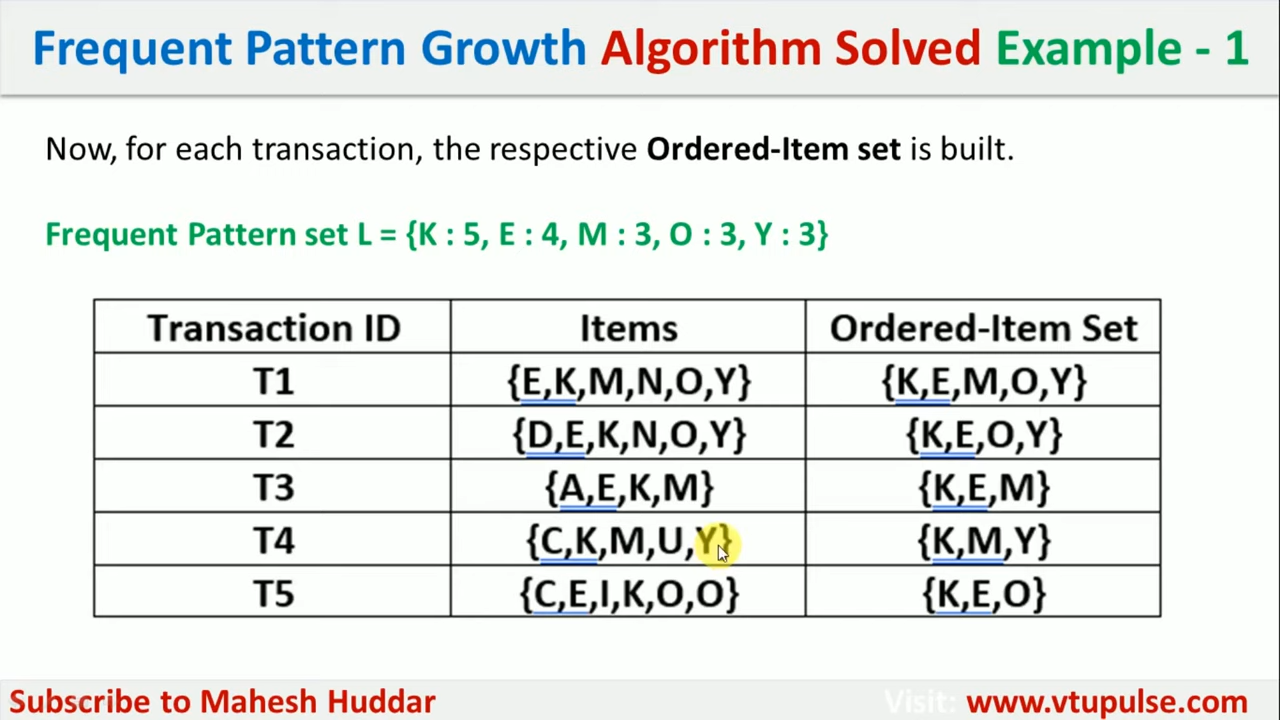 Frequent Pattern Growth Algorithm Solved Example - 1
Now, for each transaction, the respective Ordered-Item set is built.
Frequent Pattern set L = {K : 5, E : 4, M : 3, O : 3, Y : 3}
Transaction ID Items Ordered-Item Set
T1 {E,K,M,N,O,Y} {K,E,M,O,Y}
T2 {D,E,K,N,O,Y} {K,E,O,Y}
T3 {A,E,K,M} {K,E,M}
T4 {C,K,M,U,Y} {K,M,Y}
T5 {C,E,I,K,O,O} {K,E,O}
Subscribe to Mahesh Huddar Visit: www.vtupulse.com